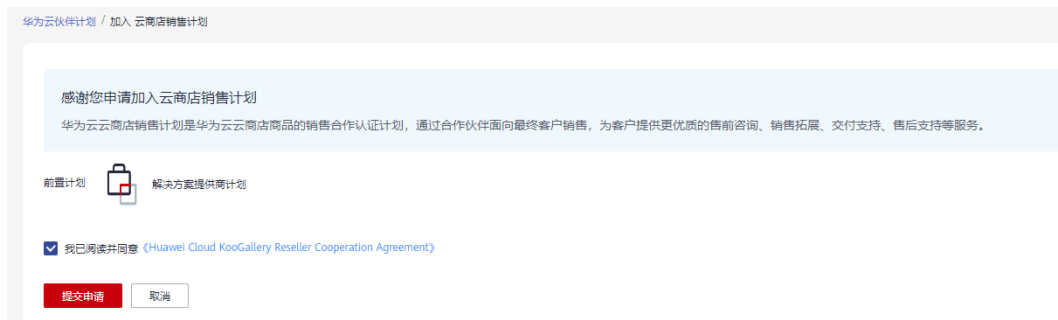 华为云伙伴计划 / 加入 云商店销售计划
感谢您申请加入云商店销售计划
华为云云商店销售计划是华为云云商店商品的销售合作认证计划，通过合作伙伴面向最终客户销售，为客户提供更优质的售前咨询、销售拓展、交付支持、售后支持等服务。
前置计划 解决方案提供商计划
我已阅读并同意《Huawei Cloud KooGallery Reseller Cooperation Agreement》
提交申请 取消